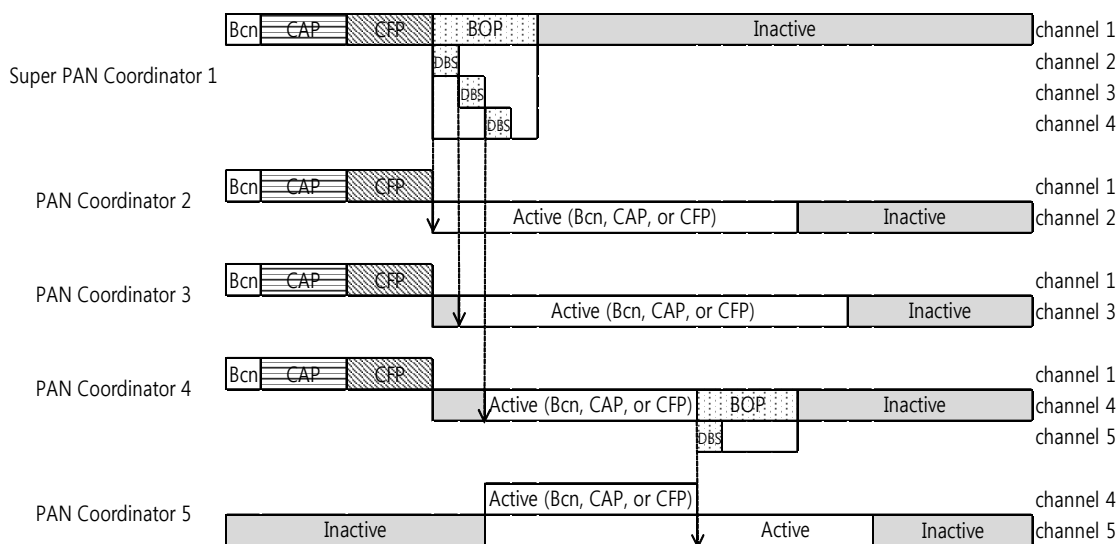 Bcn CAP CFP BOP Inactive channel 1
DBS channel 2
Super PAN Coordinator 1
DBS channel 3
DBS channel 4
Bcn CAP CFP channel 1
PAN Coordinator 2
Active (Bcn, CAP, or CFP) Inactive channel 2
Bcn CAP CFP channel 1
PAN Coordinator 3
Active (Bcn, CAP, or CFP) Inactive channel 3
Bcn CAP CFP channel 1
PAN Coordinator 4
Active (Bcn, CAP, or CFP) BOP Inactive channel 4
DBS channel 5
Active (Bcn, CAP, or CFP) channel 4
PAN Coordinator 5
Inactive Active Inactive channel 5